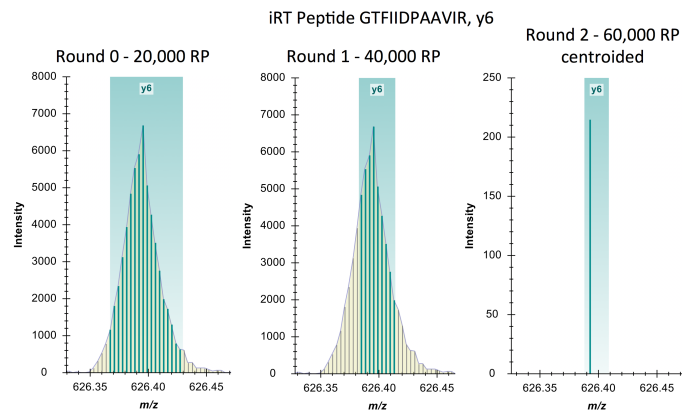 iRT Peptide GTFIIDPAAVIR, y6
Round 0 - 20,000 RP
Round 1 - 40,000 RP
Round 2 - 60,000 RP
centroided
8000
7000
6000
5000
4000
3000
2000
1000
0
Intensity
y6
626.35
626.40
626.45
m/z
8000
7000
6000
5000
4000
3000
2000
1000
0
Intensity
y6
626.35
626.40
626.45
m/z
250
200
150
100
50
0
Intensity
y6
626.35
626.40
626.45
m/z